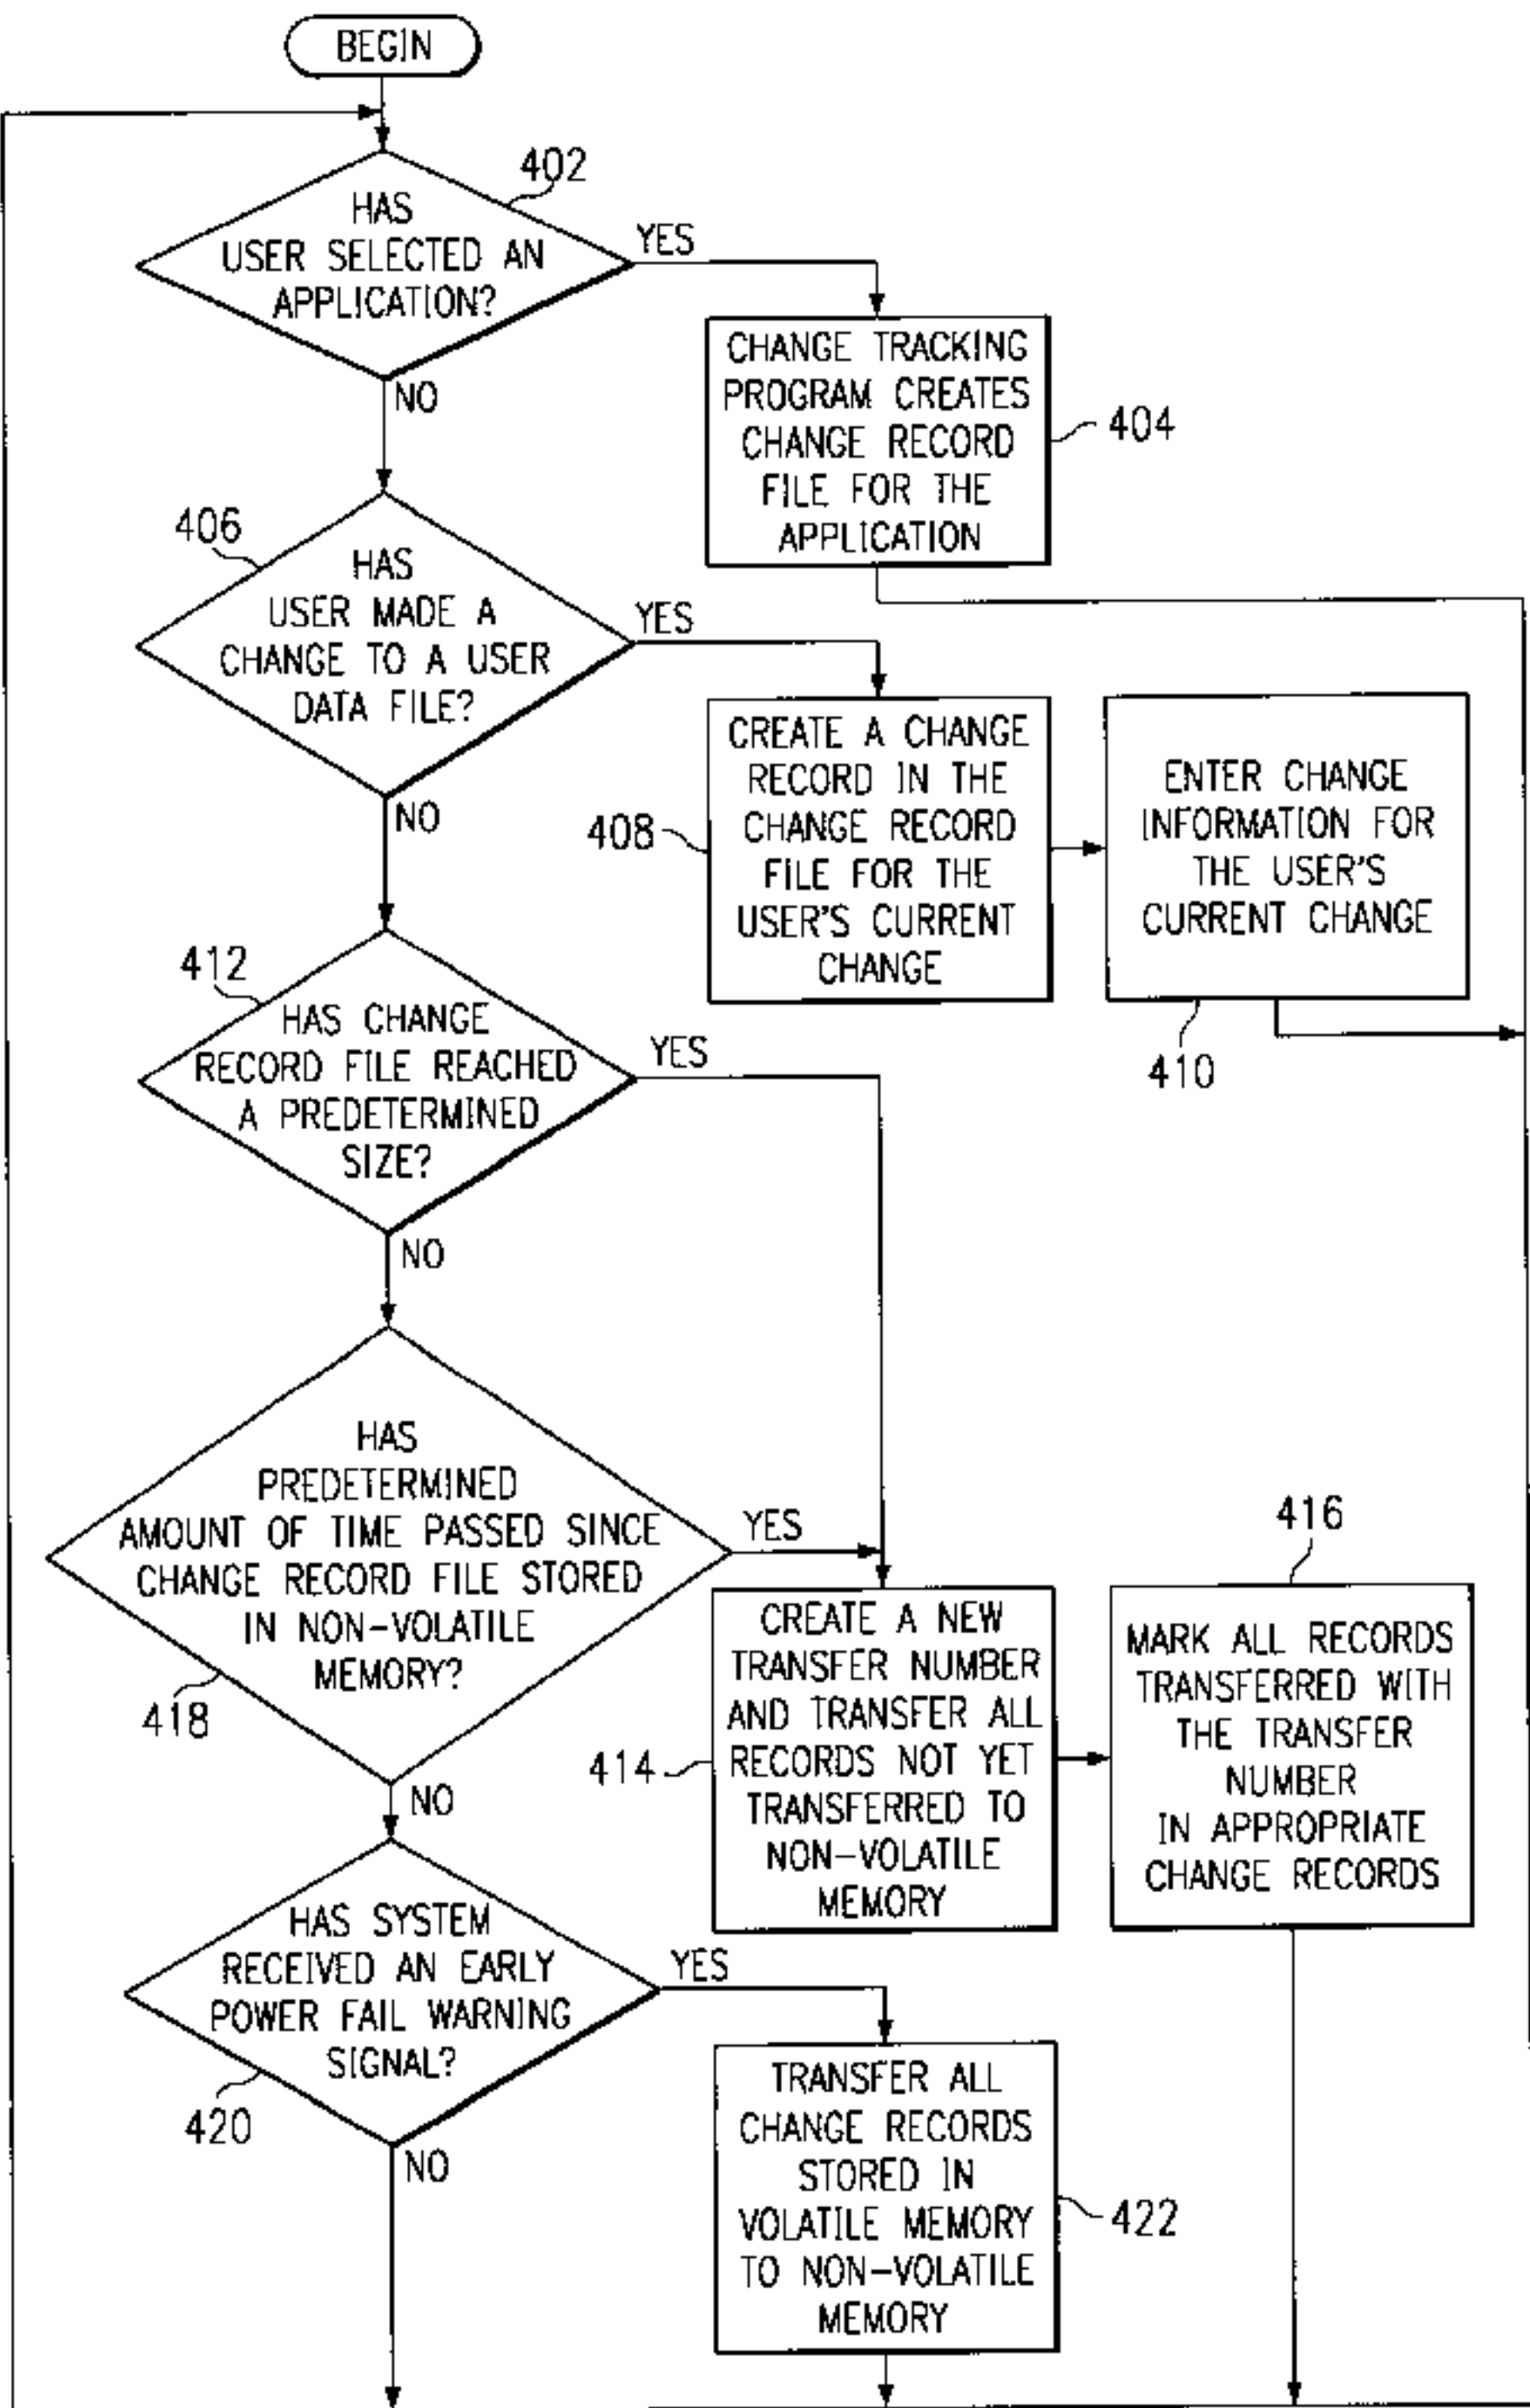 BEGIN
402
HAS
USER SELECTED AN
APPLICATION?
YES
NO
CHANGE TRACKING
PROGRAM CREATES
CHANGE RECORD
FILE FOR THE
APPLICATION
404
406
HAS
USER MADE A
CHANGE TO A USER
DATA FILE?
YES
NO
CREATE A CHANGE
RECORD IN THE
CHANGE RECORD
FILE FOR THE
USER'S CURRENT
CHANGE
408
ENTER CHANGE
INFORMATION FOR
THE USER'S
CURRENT CHANGE
410
412
HAS CHANGE
RECORD FILE REACHED
A PREDETERMINED
SIZE?
YES
NO
HAS
PREDETERMINED
AMOUNT OF TIME PASSED SINCE
CHANGE RECORD FILE STORED
IN NON-VOLATILE
MEMORY?
418
YES
NO
CREATE A NEW
TRANSFER NUMBER
AND TRANSFER ALL
RECORDS NOT YET
TRANSFERRED TO
NON-VOLATILE
MEMORY
414
416
MARK ALL RECORDS
TRANSFERRED WITH
THE TRANSFER
NUMBER
IN APPROPRIATE
CHANGE RECORDS
HAS SYSTEM
RECEIVED AN EARLY
POWER FAIL WARNING
SIGNAL?
420
YES
NO
TRANSFER ALL
CHANGE RECORDS
STORED IN
VOLATILE MEMORY
TO NON-VOLATILE
MEMORY
422